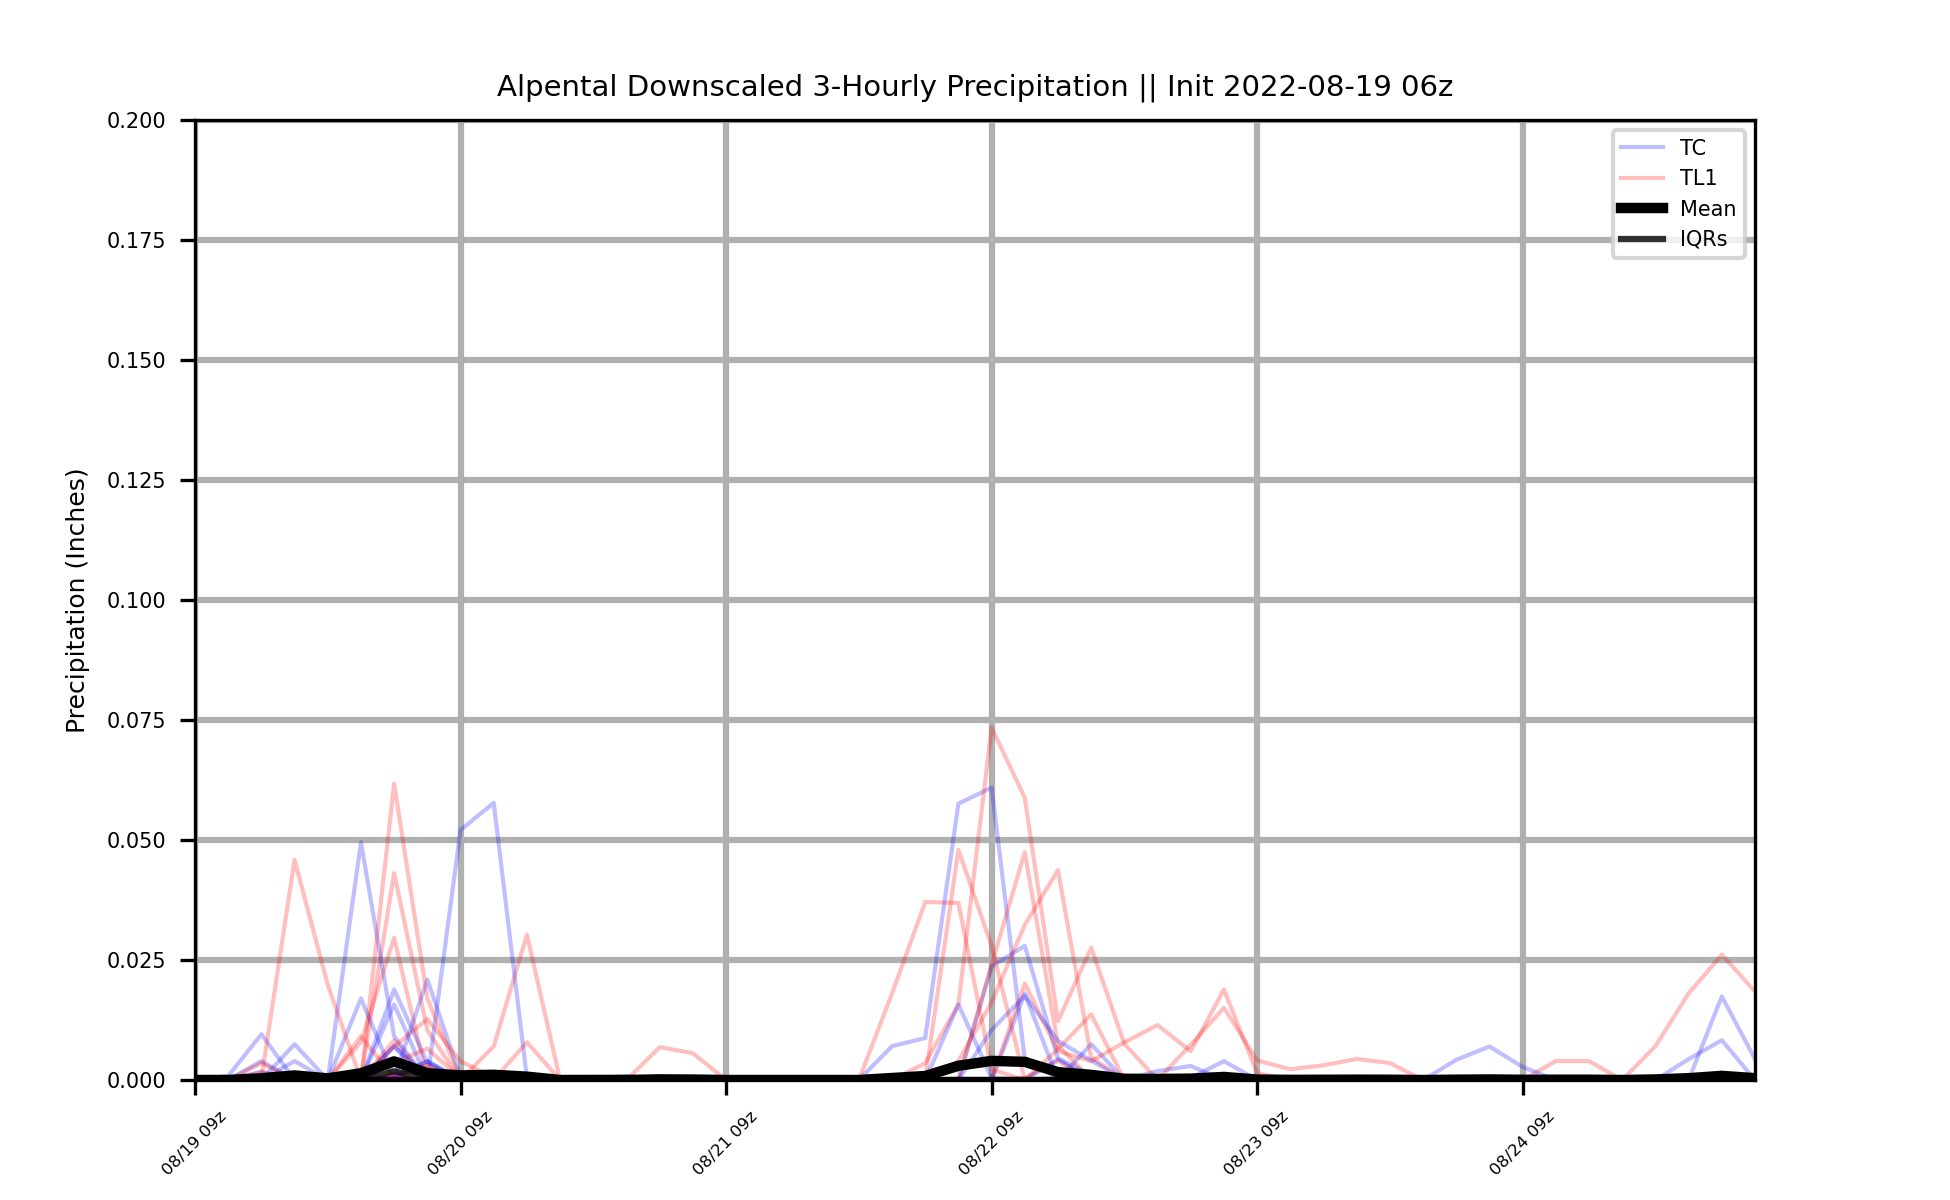 Alpental Downscaled 3-Hourly Precipitation || Init 2022-08-19 06z
0.200
0.175
0.150
0.125
0.100
0.075
0.050
0.025
0.000
Precipitation (Inches)
TC
TL1
Mean
IQRs
08/19 09z
08/20 09z
08/21 09z
08/22 09z
08/23 09z
08/24 09z